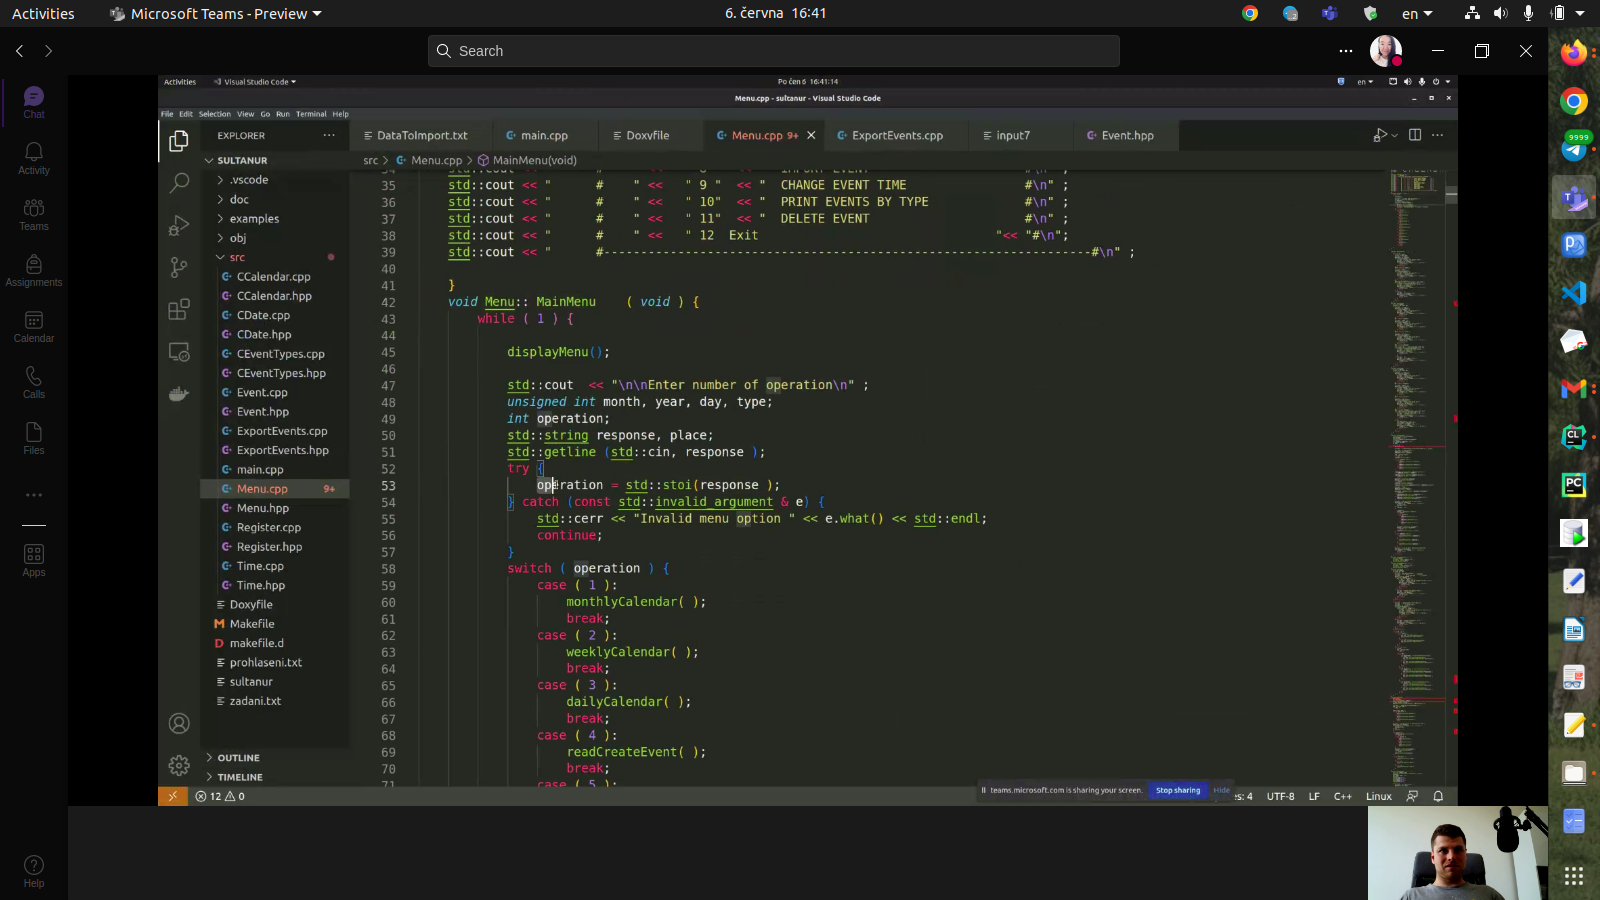 Activities Microsoft Teams - Preview 6. června 16:41 en
Search
Activities Visual Studio Code Po čen 6 16:41:14 en
Menu.cpp - sultanur - Visual Studio Code
File Edit Selection View Go Run Terminal Help
Chat
Activity
Teams
Assignments
Calendar
Calls
Files
Apps
Help
EXPLORER
SULTANUR
.vscode
doc
examples
obj
src
CCalendar.cpp
CCalendar.hpp
CDate.cpp
CDate.hpp
CEventTypes.cpp
CEventTypes.hpp
Event.cpp
Event.hpp
ExportEvents.cpp
ExportEvents.hpp
main.cpp
Menu.cpp 9+
Menu.hpp
Register.cpp
Register.hpp
Time.cpp
Time.hpp
Doxyfile
Makefile
makefile.d
prohlaseni.txt
sultanur
zadani.txt
OUTLINE
TIMELINE
DataToImport.txt main.cpp Doxyfile Menu.cpp 9+ ExportEvents.cpp input7 Event.hpp
src > Menu.cpp > MainMenu(void)
35 std::cout << " # " << " 9 " << " CHANGE EVENT TIME #\n" ;
36 std::cout << " # " << " 10" << " PRINT EVENTS BY TYPE #\n" ;
37 std::cout << " # " << " 11" << " DELETE EVENT #\n" ;
38 std::cout << " # " << " 12 Exit "<< "#\n";
39 std::cout << " #------------------------------------------------------------------#\n" ;
40
41 }
42 void Menu:: MainMenu ( void ) {
43 while ( 1 ) {
44
45 displayMenu();
46
47 std::cout << "\n\nEnter number of operation\n" ;
48 unsigned int month, year, day, type;
49 int operation;
50 std::string response, place;
51 std::getline (std::cin, response );
52 try {
53 operation = std::stoi(response );
54 } catch (const std::invalid_argument & e) {
55 std::cerr << "Invalid menu option " << e.what() << std::endl;
56 continue;
57 }
58 switch ( operation ) {
59 case ( 1 ):
60 monthlyCalendar( );
61 break;
62 case ( 2 ):
63 weeklyCalendar( );
64 break;
65 case ( 3 ):
66 dailyCalendar( );
67 break;
68 case ( 4 ):
69 readCreateEvent( );
70 break;
71 case ( 5 ):
teams.microsoft.com is sharing your screen. Stop sharing Hide
12 0 es: 4 UTF-8 LF C++ Linux
9999
CL
PC